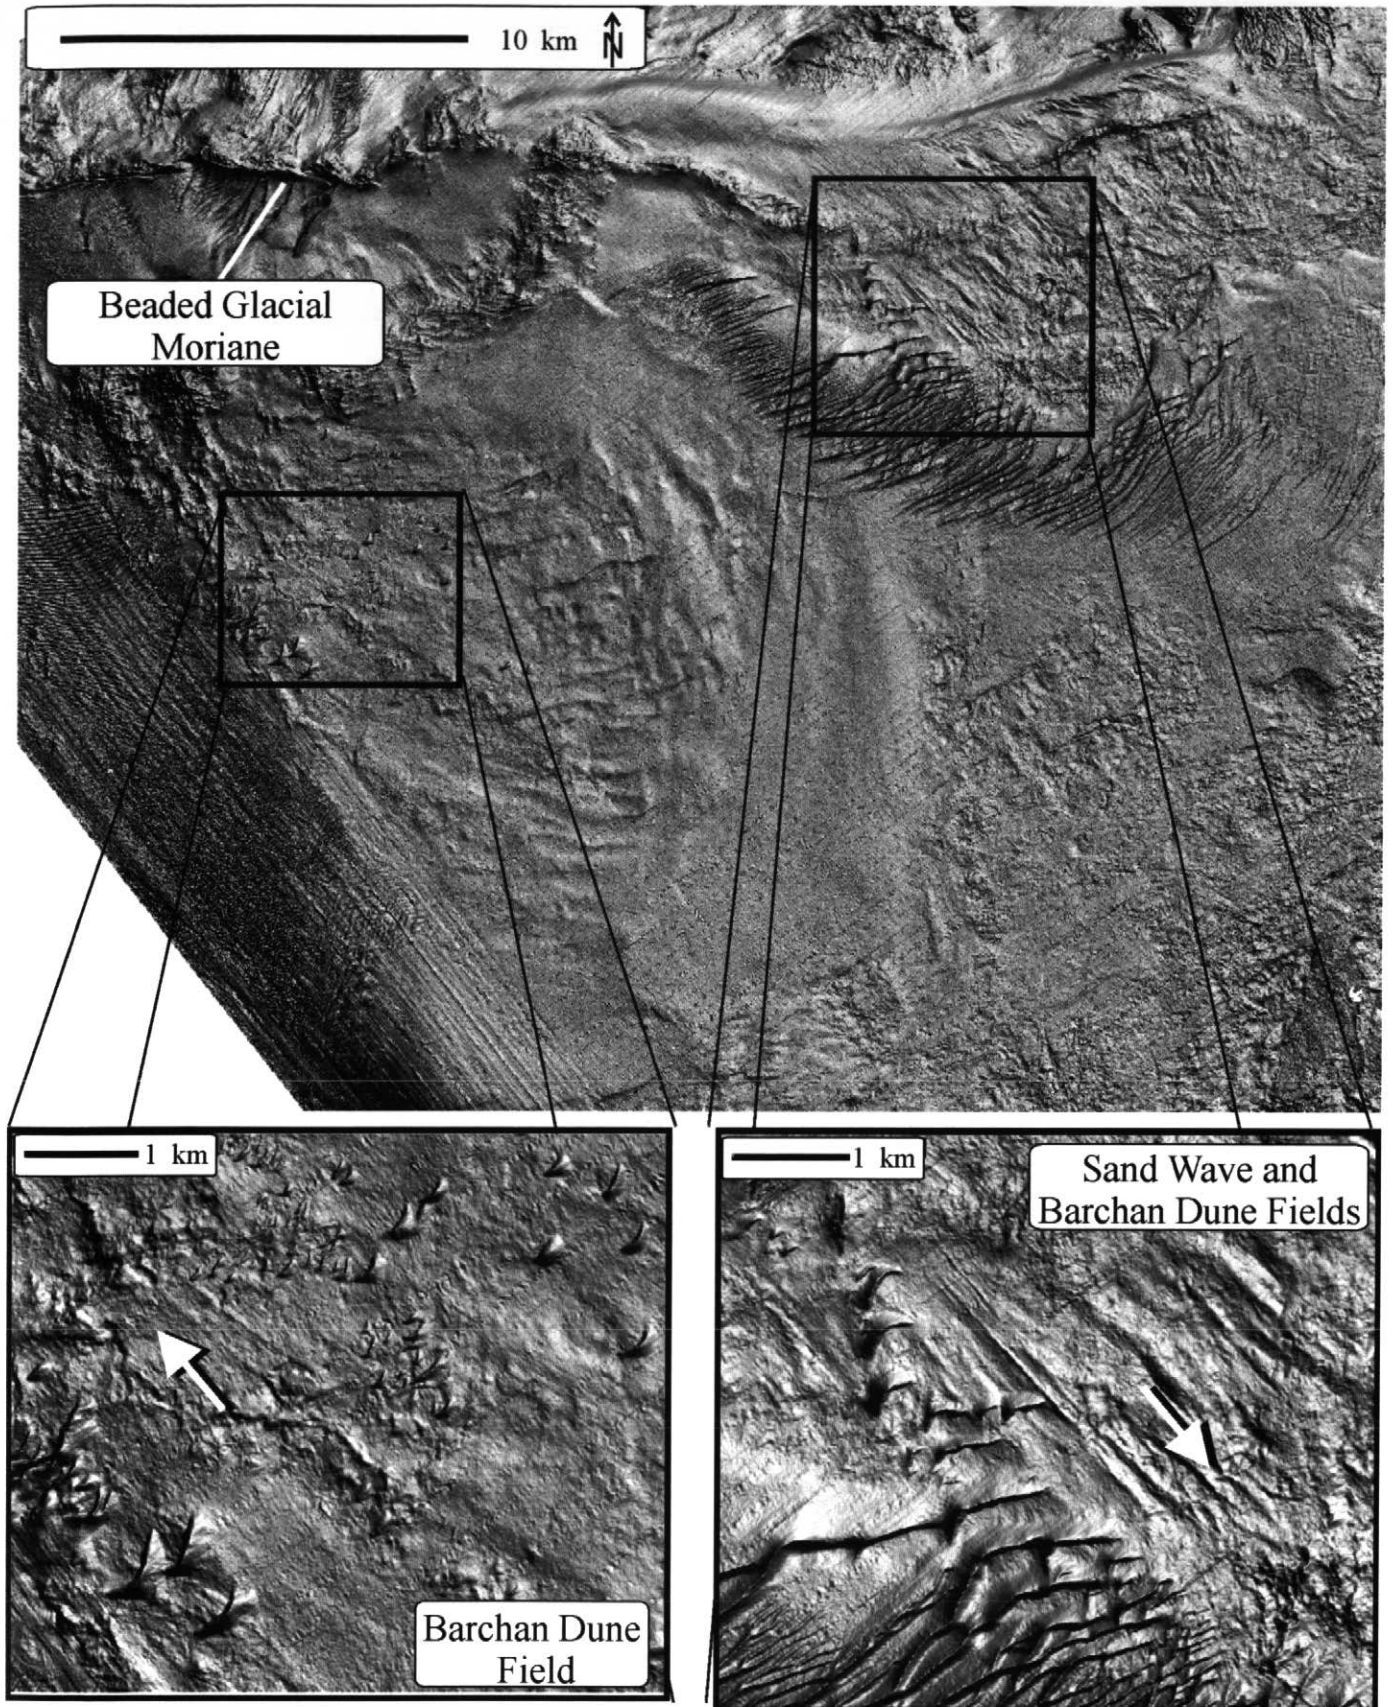 10 km N
Beaded Glacial
Moriane
1 km
1 km
Sand Wave and
Barchan Dune Fields
Barchan Dune
Field